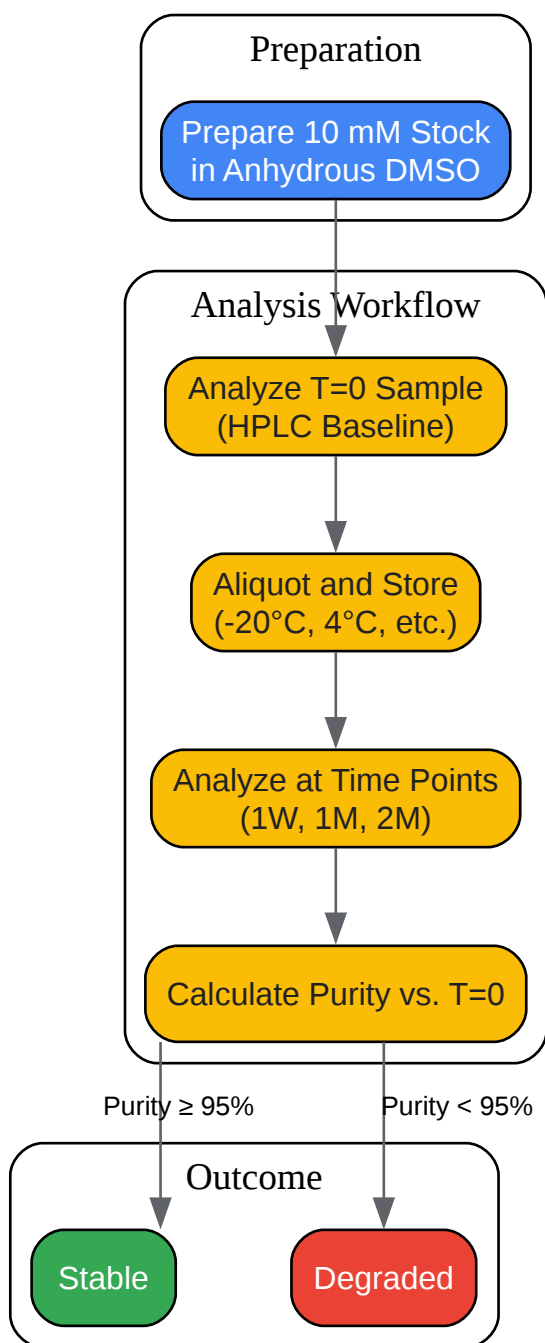 Preparation
Prepare 10 mM Stock
in Anhydrous DMSO
Analysis Workflow
Analyze T=0 Sample
(HPLC Baseline)
Aliquot and Store
(-20°C, 4°C, etc.)
Analyze at Time Points
(1W, 1M, 2M)
Calculate Purity vs. T=0
Purity ≥ 95%
Purity < 95%
Outcome
Stable
Degraded